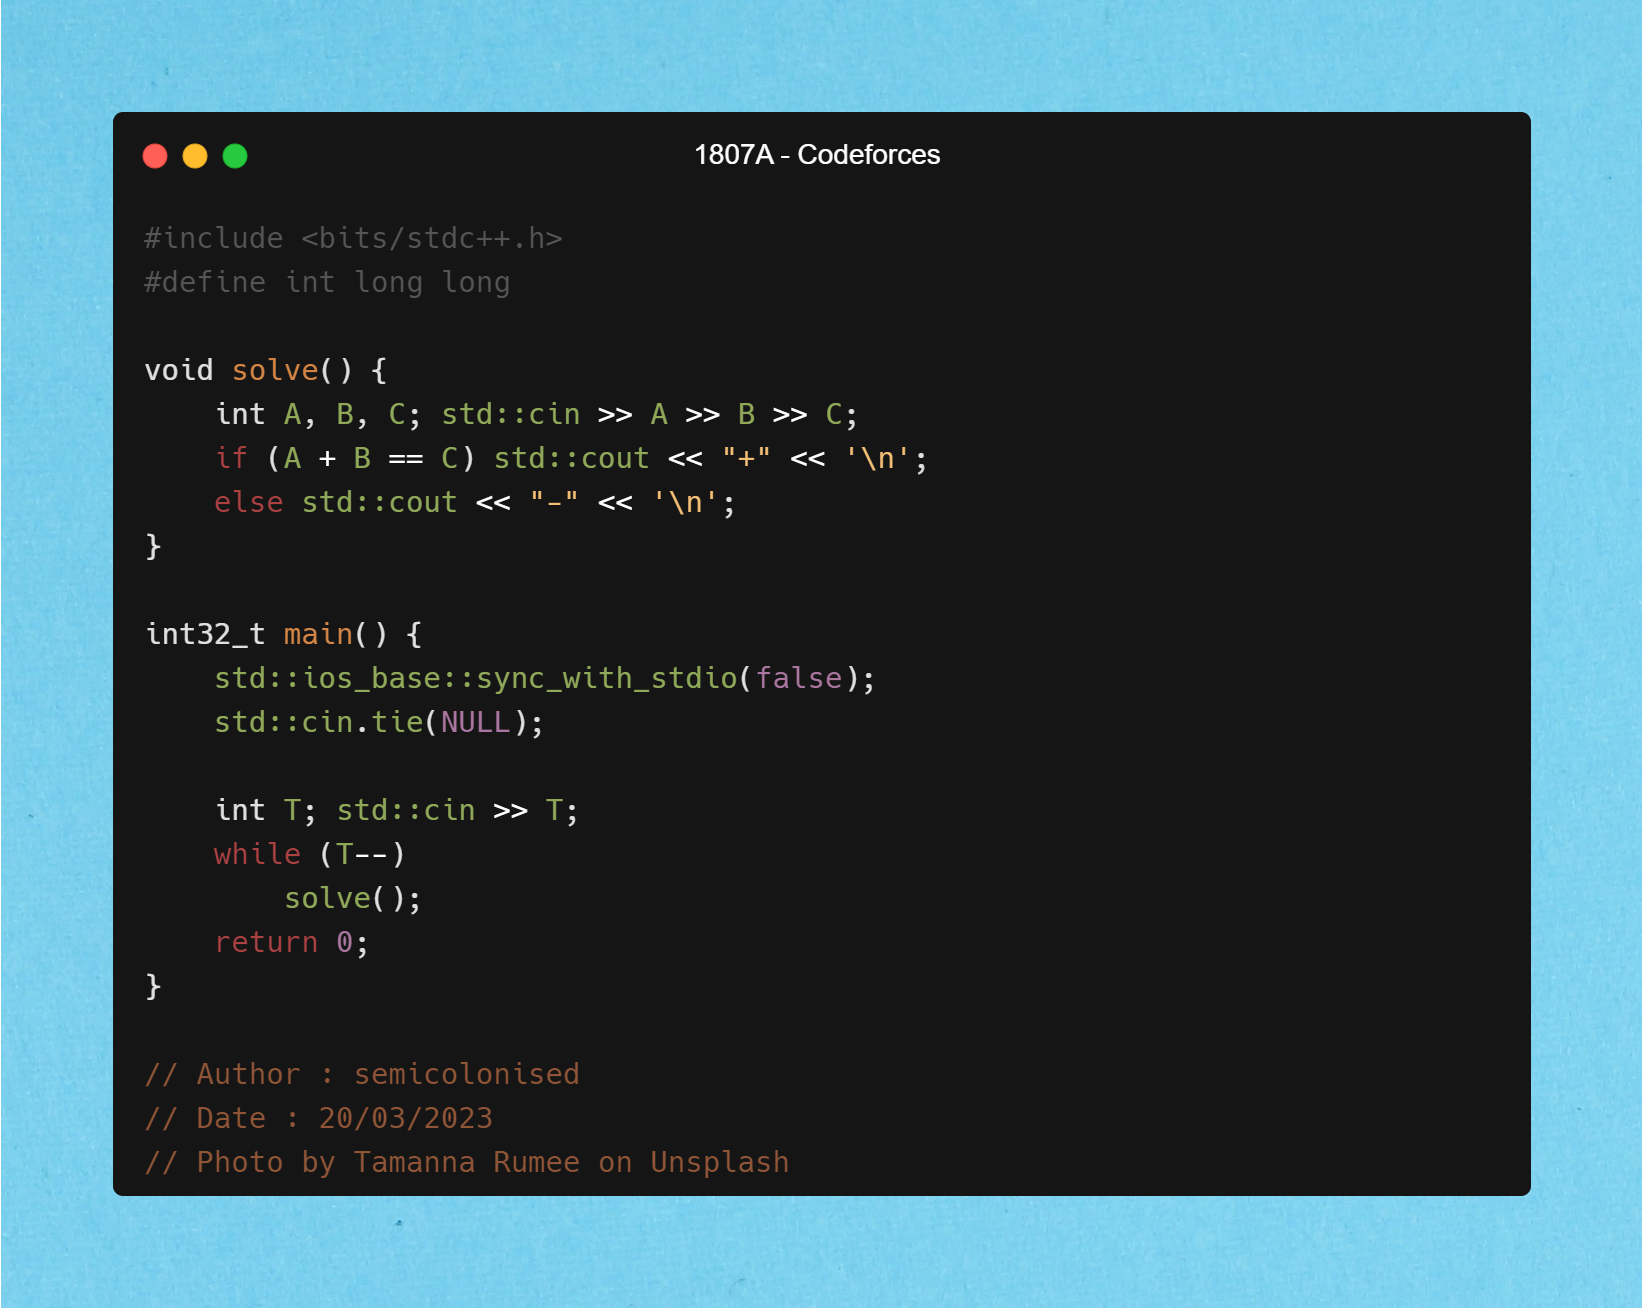 1807A - Codeforces
#include <bits/stdc++.h>
#define int long long
void solve() {
    int A, B, C; std::cin >> A >> B >> C;
    if (A + B == C) std::cout << "+" << '\n';
    else std::cout << "-" << '\n';
}
int32_t main() {
    std::ios_base::sync_with_stdio(false);
    std::cin.tie(NULL);
    int T; std::cin >> T;
    while (T--)
        solve();
    return 0;
}
// Author : semicolonised
// Date : 20/03/2023
// Photo by Tamanna Rumee on Unsplash